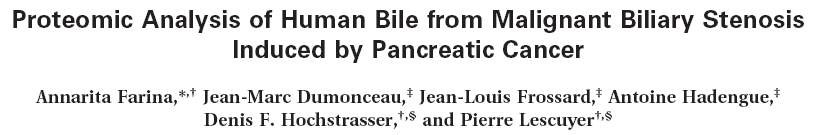 Proteomic Analysis of Human Bile from Malignant Biliary Stenosis
Induced by Pancreatic Cancer
Annarita Farina,*,† Jean-Marc Dumonceau,‡ Jean-Louis Frossard,‡ Antoine Hadengue,‡
Denis F. Hochstrasser,†,§ and Pierre Lescuyer†,§